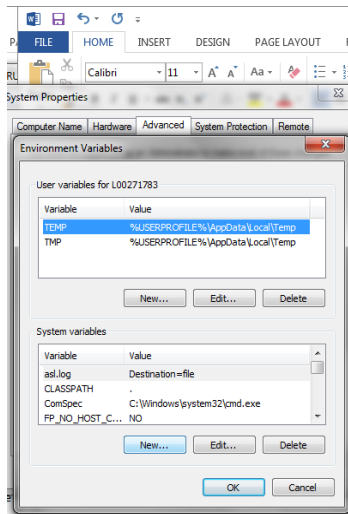 FILE HOME INSERT DESIGN PAGE LAYOUT
Calibri 11 A A Aa
System Properties
Computer Name Hardware Advanced System Protection Remote
Environment Variables
User variables for L00271783
Variable Value
TEMP %USERPROFILE%\AppData\Local\Temp
TMP %USERPROFILE%\AppData\Local\Temp
New... Edit... Delete
System variables
Variable Value
asl.log Destination=file
CLASSPATH .
ComSpec C:\Windows\system32\cmd.exe
FP_NO_HOST_C... NO
New... Edit... Delete
OK Cancel